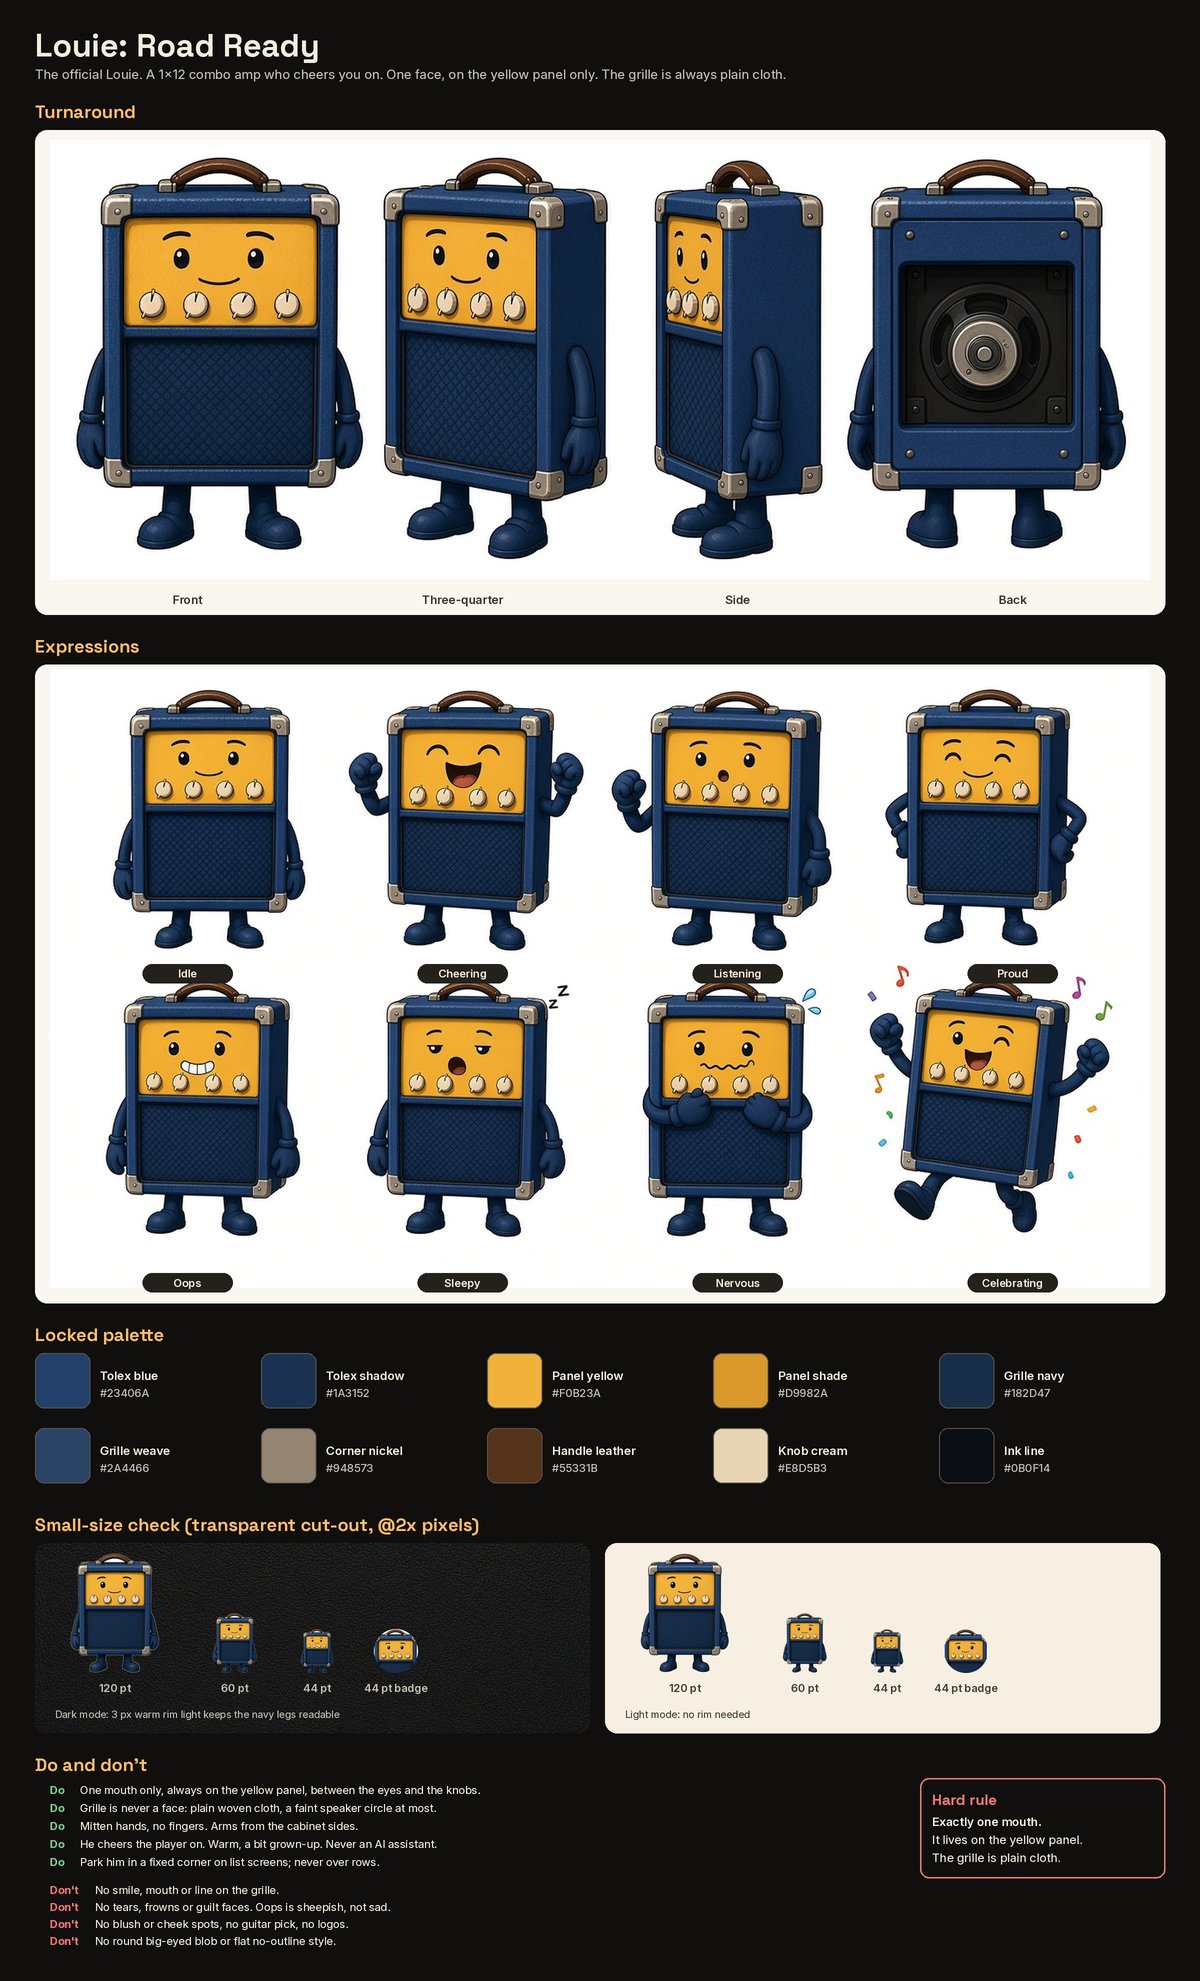 Louie: Road Ready
The official Louie. A 1×12 combo amp who cheers you on. One face, on the yellow panel only. The grille is always plain cloth.
Turnaround
Front
Three-quarter
Side
Back
Expressions
Idle
Cheering
Listening
Proud
z Z
Oops
Sleepy
Nervous
Celebrating
Locked palette
Tolex blue
#23406A
Tolex shadow
#1A3152
Panel yellow
#F0B23A
Panel shade
#D9982A
Grille navy
#182D47
Grille weave
#2A4466
Corner nickel
#948573
Handle leather
#55331B
Knob cream
#E8D5B3
Ink line
#0B0F14
Small-size check (transparent cut-out, @2x pixels)
120 pt
60 pt
44 pt
44 pt badge
Dark mode: 3 px warm rim light keeps the navy legs readable
120 pt
60 pt
44 pt
44 pt badge
Light mode: no rim needed
Do and don't
Do One mouth only, always on the yellow panel, between the eyes and the knobs.
Do Grille is never a face: plain woven cloth, a faint speaker circle at most.
Do Mitten hands, no fingers. Arms from the cabinet sides.
Do He cheers the player on. Warm, a bit grown-up. Never an AI assistant.
Do Park him in a fixed corner on list screens; never over rows.
Don't No smile, mouth or line on the grille.
Don't No tears, frowns or guilt faces. Oops is sheepish, not sad.
Don't No blush or cheek spots, no guitar pick, no logos.
Don't No round big-eyed blob or flat no-outline style.
Hard rule
Exactly one mouth.
It lives on the yellow panel.
The grille is plain cloth.